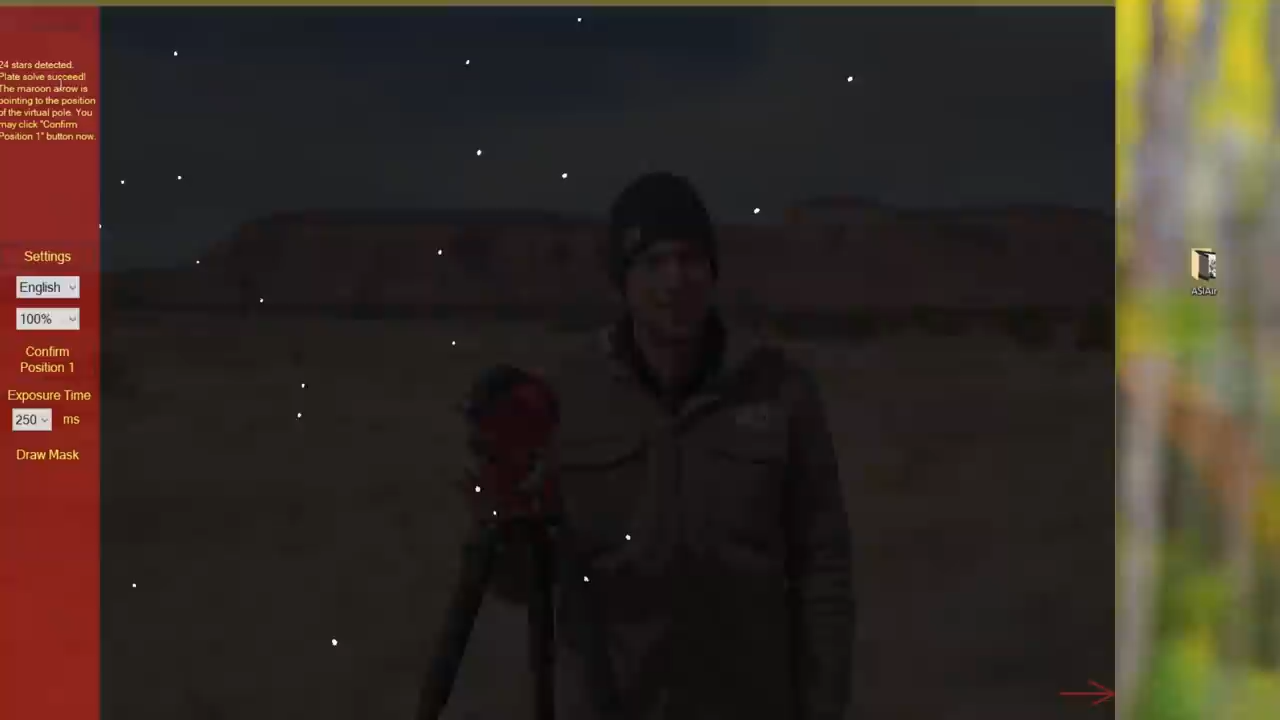 24 stars detected.
Plate solve succeed!
The maroon arrow is
pointing to the position
of the virtual pole. You
may click "Confirm
Position 1" button now.
Settings
English
100%
Confirm
Position 1
Exposure Time
250 ms
Draw Mask
ASIAir